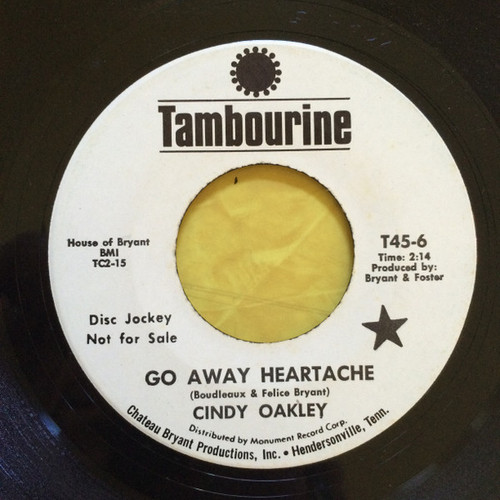 Tambourine
House of Bryant
BMI
TC2-15
T45-6
Time: 2:14
Produced by:
Bryant & Foster
Disc Jockey
Not for Sale
GO AWAY HEARTACHE
(Boudleaux & Felice Bryant)
CINDY OAKLEY
Distributed by Monument Record Corp.
Chateau Bryant Productions, Inc. • Hendersonville, Tenn.